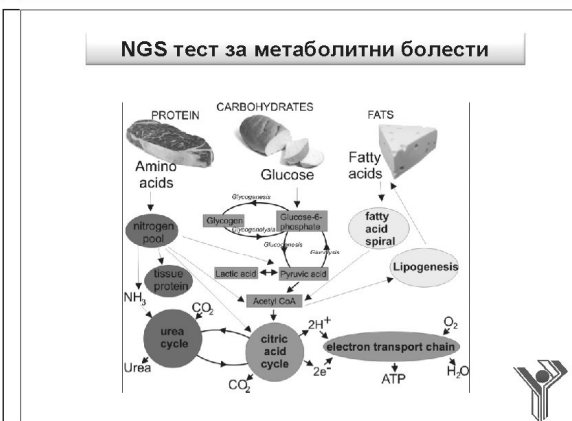 NGS тест за метаболитни болести
PROTEIN
CARBOHYDRATES
FATS
Amino
acids
Glucose
Fatty
acids
Glycogenesis
Glycogen
Glycogenolysis
Glucose-6-
phosphate
nitrogen
pool
fatty
acid
spiral
Lipogenesis
tissue
protein
Lactic acid
Pyruvic acid
Acetyl CoA
NH3
CO2
urea
cycle
Urea
citric
acid
cycle
CO2
2H+
2e-
electron transport chain
O2
H2O
ATP